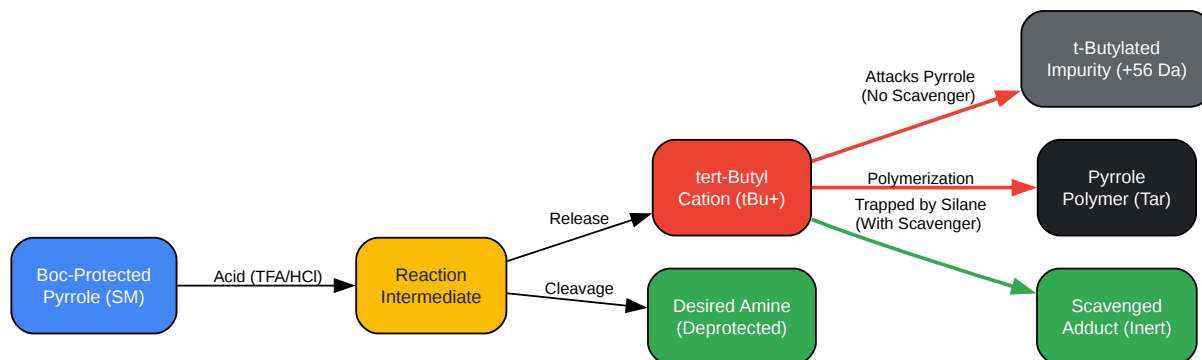 t-Butylated
Impurity (+56 Da)
Attacks Pyrrole
(No Scavenger)
tert-Butyl
Cation (tBu+)
Polymerization
Pyrrole
Polymer (Tar)
Trapped by Silane
(With Scavenger)
Release
Boc-Protected
Pyrrole (SM)
Acid (TFA/HCl)
Reaction
Intermediate
Cleavage
Desired Amine
(Deprotected)
Scavenged
Adduct (Inert)